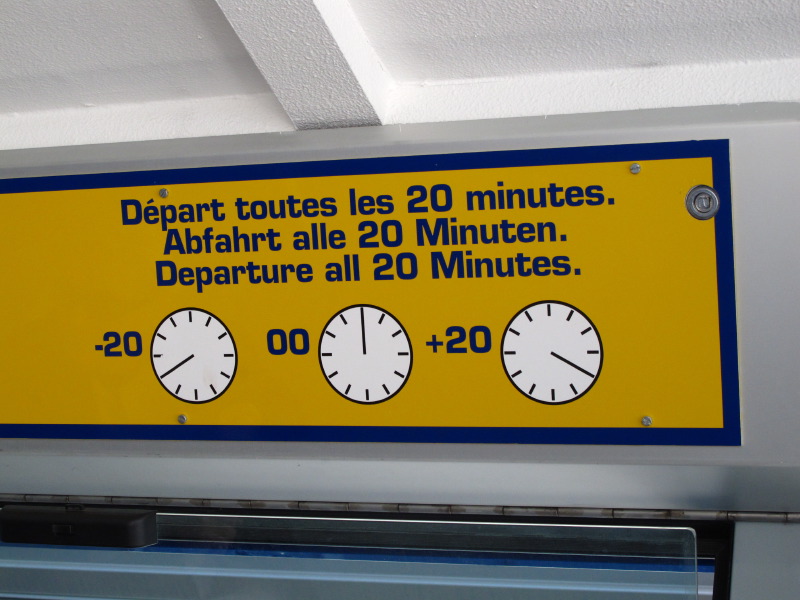 Départ toutes les 20 minutes.
Abfahrt alle 20 Minuten.
Departure all 20 Minutes.
-20 00 +20